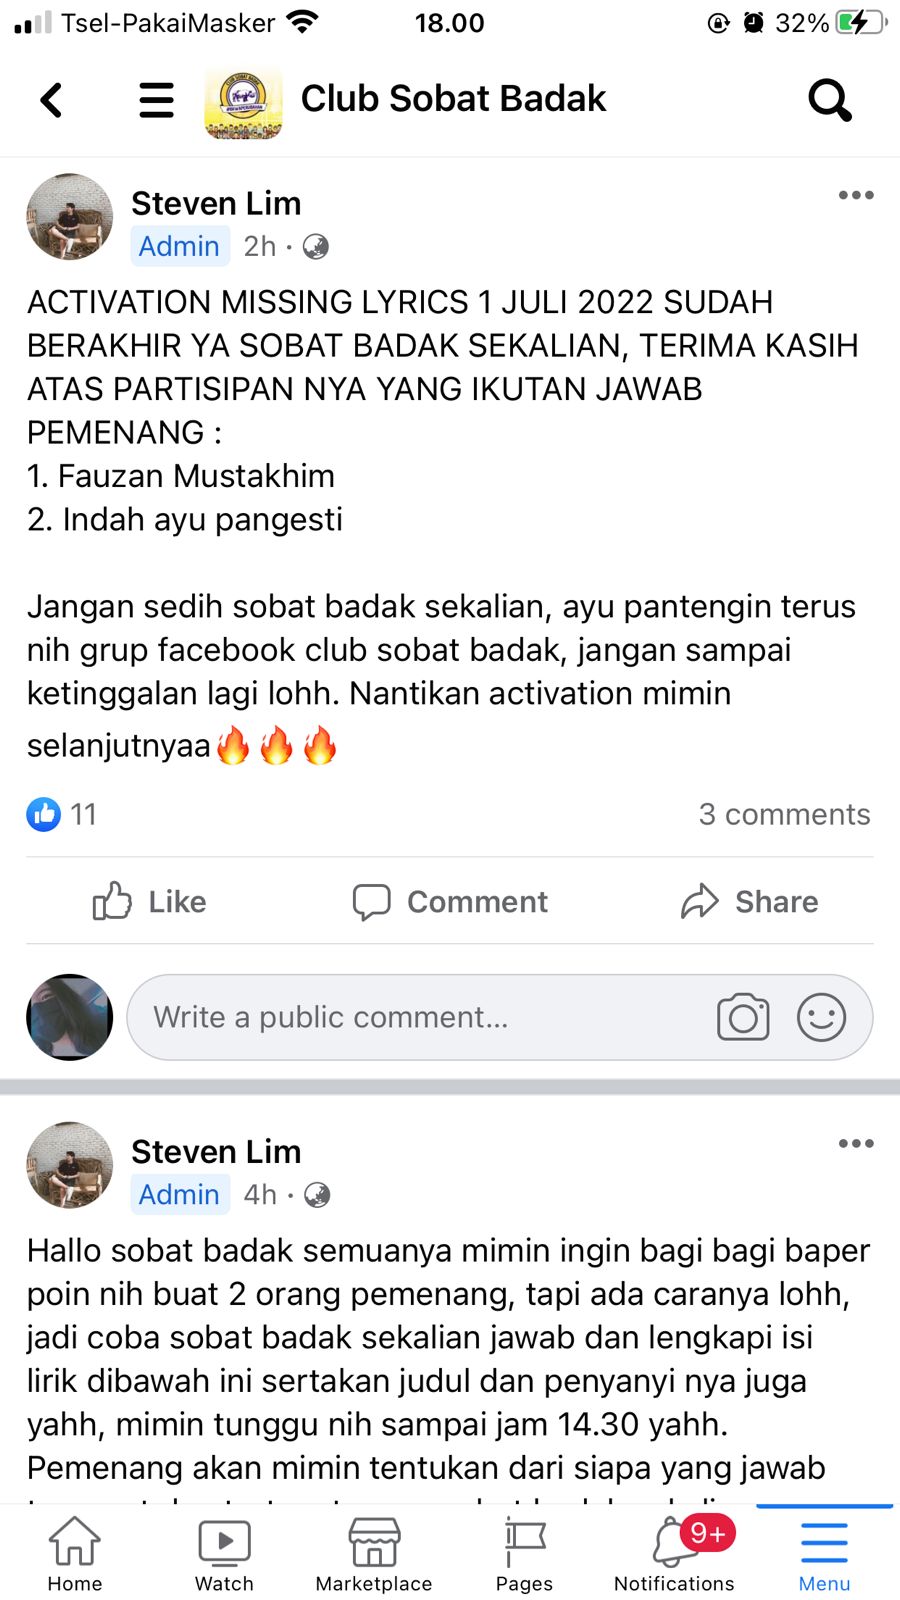 Tsel-PakaiMasker 18.00 32%
Club Sobat Badak
Steven Lim
Admin 2h ·
ACTIVATION MISSING LYRICS 1 JULI 2022 SUDAH
BERAKHIR YA SOBAT BADAK SEKALIAN, TERIMA KASIH
ATAS PARTISIPAN NYA YANG IKUTAN JAWAB
PEMENANG :
1. Fauzan Mustakhim
2. Indah ayu pangesti
Jangan sedih sobat badak sekalian, ayu pantengin terus
nih grup facebook club sobat badak, jangan sampai
ketinggalan lagi lohh. Nantikan activation mimin
selanjutnyaa🔥🔥🔥
11 3 comments
Like Comment Share
Write a public comment...
Steven Lim
Admin 4h ·
Hallo sobat badak semuanya mimin ingin bagi bagi baper
poin nih buat 2 orang pemenang, tapi ada caranya lohh,
jadi coba sobat badak sekalian jawab dan lengkapi isi
lirik dibawah ini sertakan judul dan penyanyi nya juga
yahh, mimin tunggu nih sampai jam 14.30 yahh.
Pemenang akan mimin tentukan dari siapa yang jawab
9+
Home Watch Marketplace Pages Notifications Menu